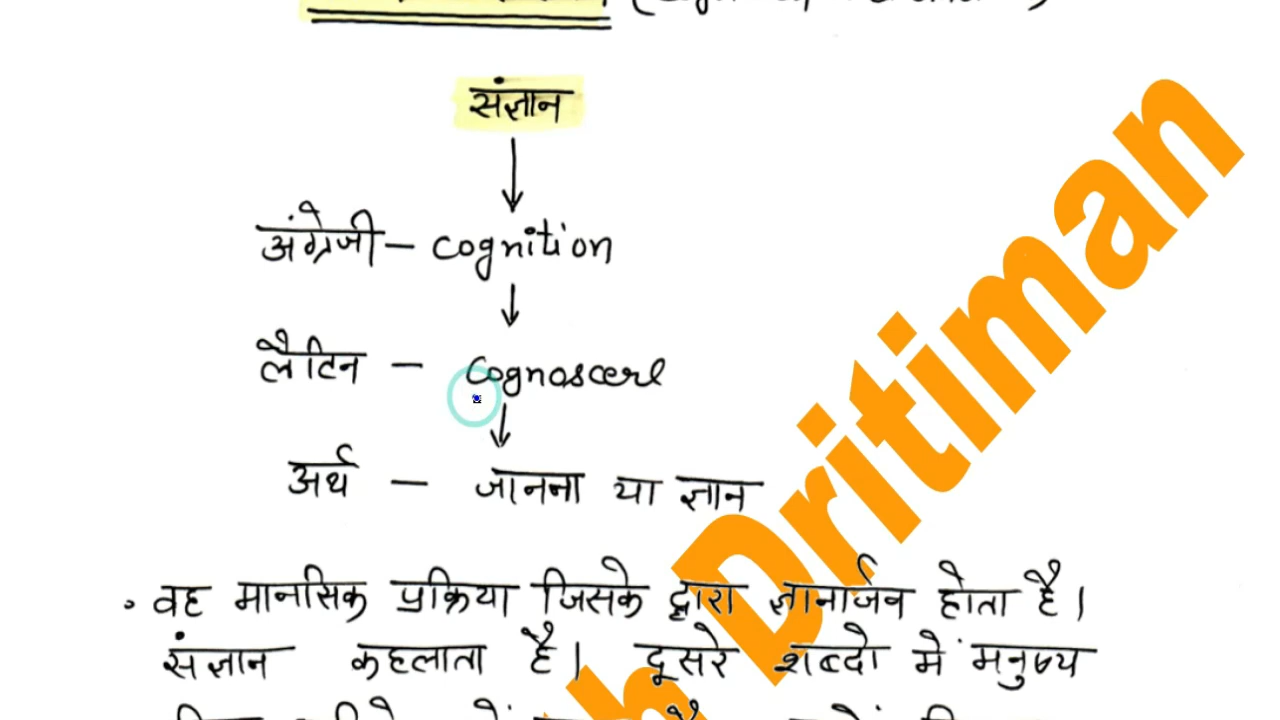 संज्ञान
अंग्रेजी – cognition
लैटिन – Cognoscere
अर्थ – जानना या ज्ञान
• वह मानसिक प्रक्रिया जिसके द्वारा ज्ञानार्जन होता है।
संज्ञान कहलाता है। दूसरे शब्दो में मनुष्य
Dritiman